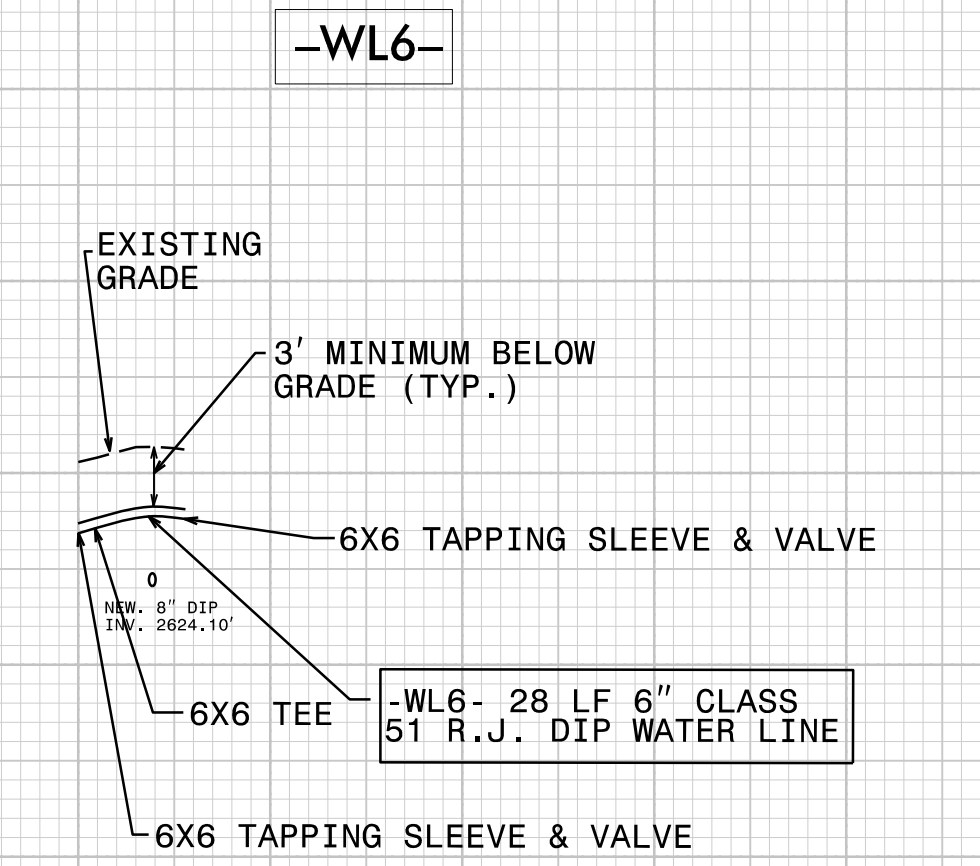 -WL6-
EXISTING
GRADE
3' MINIMUM BELOW
GRADE (TYP.)
6X6 TAPPING SLEEVE & VALVE
NEW. 8" DIP
INV. 2624.10'
-WL6- 28 LF 6" CLASS
51 R.J. DIP WATER LINE
6X6 TEE
6X6 TAPPING SLEEVE & VALVE